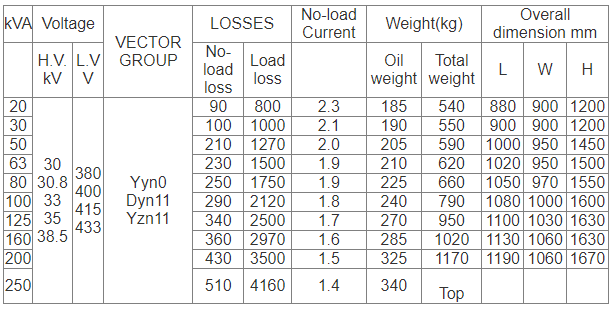 kVA Voltage VECTOR GROUP LOSSES No-load Current Weight(kg) Overall dimension mm
H.V. kV L.V V No-load loss Load loss Oil weight Total weight L W H
20 90 800 2.3 185 540 880 900 1200
30 100 1000 2.1 190 550 900 900 1200
50 210 1270 2.0 205 590 1000 950 1450
63 230 1500 1.9 210 620 1020 950 1500
80 250 1750 1.9 225 660 1050 970 1550
100 290 2120 1.8 240 790 1080 1000 1600
125 340 2500 1.7 270 950 1100 1030 1630
160 360 2970 1.6 285 1020 1130 1060 1630
200 430 3500 1.5 325 1170 1190 1060 1670
250 510 4160 1.4 340 Top
30
30.8
33
35
38.5
380
400
415
433
Yyn0
Dyn11
Yzn11